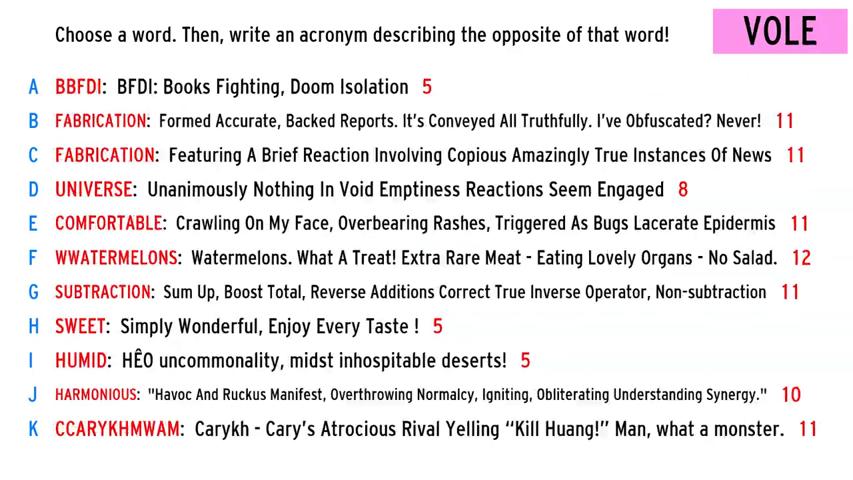 Choose a word. Then, write an acronym describing the opposite of that word!
VOLE
A BBFDI: BFDI: Books Fighting, Doom Isolation 5
B FABRICATION: Formed Accurate, Backed Reports. It's Conveyed All Truthfully. I've Obfuscated? Never! 11
C FABRICATION: Featuring A Brief Reaction Involving Copious Amazingly True Instances Of News 11
D UNIVERSE: Unanimously Nothing In Void Emptiness Reactions Seem Engaged 8
E COMFORTABLE: Crawling On My Face, Overbearing Rashes, Triggered As Bugs Lacerate Epidermis 11
F WWATERMELONS: Watermelons. What A Treat! Extra Rare Meat - Eating Lovely Organs - No Salad. 12
G SUBTRACTION: Sum Up, Boost Total, Reverse Additions Correct True Inverse Operator, Non-subtraction 11
H SWEET: Simply Wonderful, Enjoy Every Taste ! 5
I HUMID: HÊO uncommonality, midst inhospitable deserts! 5
J HARMONIOUS: "Havoc And Ruckus Manifest, Overthrowing Normalcy, Igniting, Obliterating Understanding Synergy." 10
K CCARYKHMWAM: Carykh - Cary's Atrocious Rival Yelling “Kill Huang!” Man, what a monster. 11